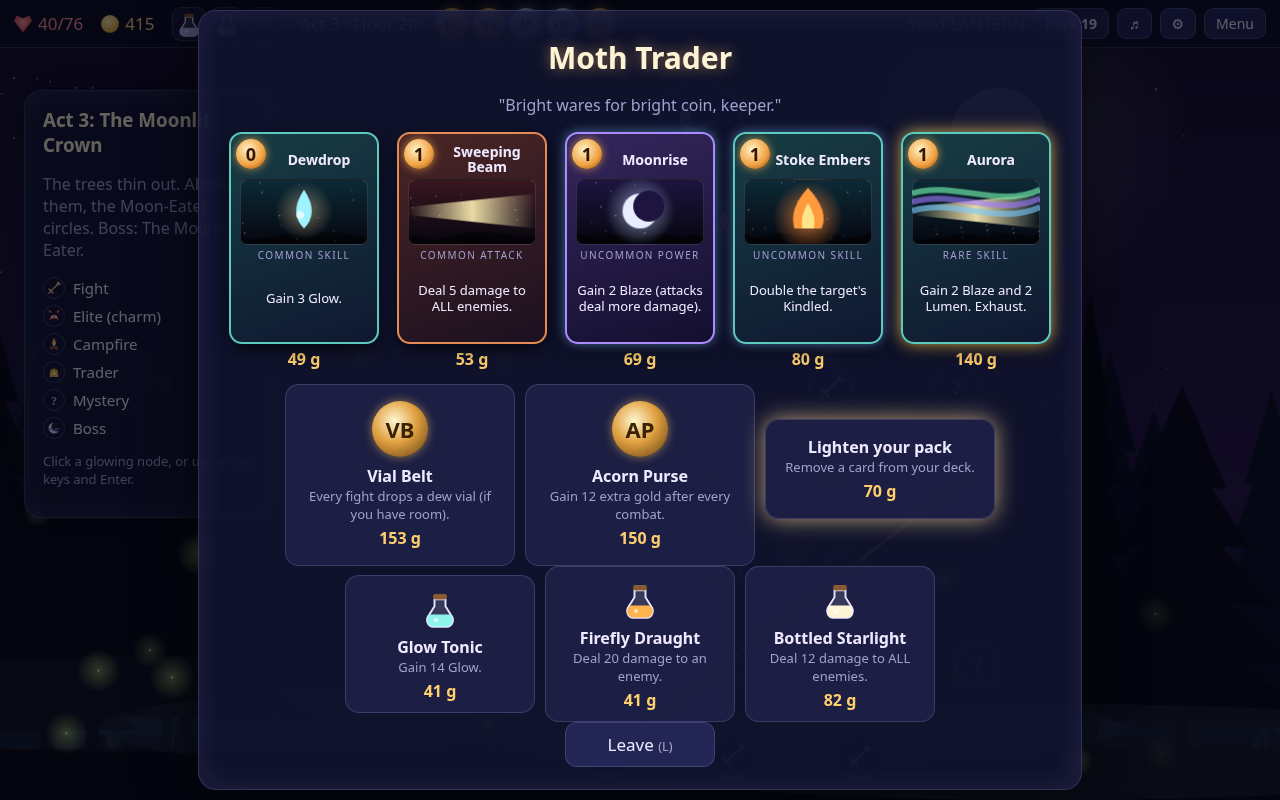 40/76
415
Act 3 Floor 20
Seed LANTERN
19
Menu
Moth Trader
"Bright wares for bright coin, keeper."
Act 3: The Moonlit
Crown
The trees thin out. Above
them, the Moon-Eater
circles. Boss: The Moon-
Eater.
Fight
Elite (charm)
Campfire
Trader
Mystery
Boss
Click a glowing node, or use arrow
keys and Enter.
0
Dewdrop
COMMON SKILL
Gain 3 Glow.
49 g
1
Sweeping
Beam
COMMON ATTACK
Deal 5 damage to
ALL enemies.
53 g
1
Moonrise
UNCOMMON POWER
Gain 2 Blaze (attacks
deal more damage).
69 g
1
Stoke Embers
UNCOMMON SKILL
Double the target's
Kindled.
80 g
1
Aurora
RARE SKILL
Gain 2 Blaze and 2
Lumen. Exhaust.
140 g
VB
Vial Belt
Every fight drops a dew vial (if
you have room).
153 g
AP
Acorn Purse
Gain 12 extra gold after every
combat.
150 g
Lighten your pack
Remove a card from your deck.
70 g
Glow Tonic
Gain 14 Glow.
41 g
Firefly Draught
Deal 20 damage to an
enemy.
41 g
Bottled Starlight
Deal 12 damage to ALL
enemies.
82 g
Leave (L)